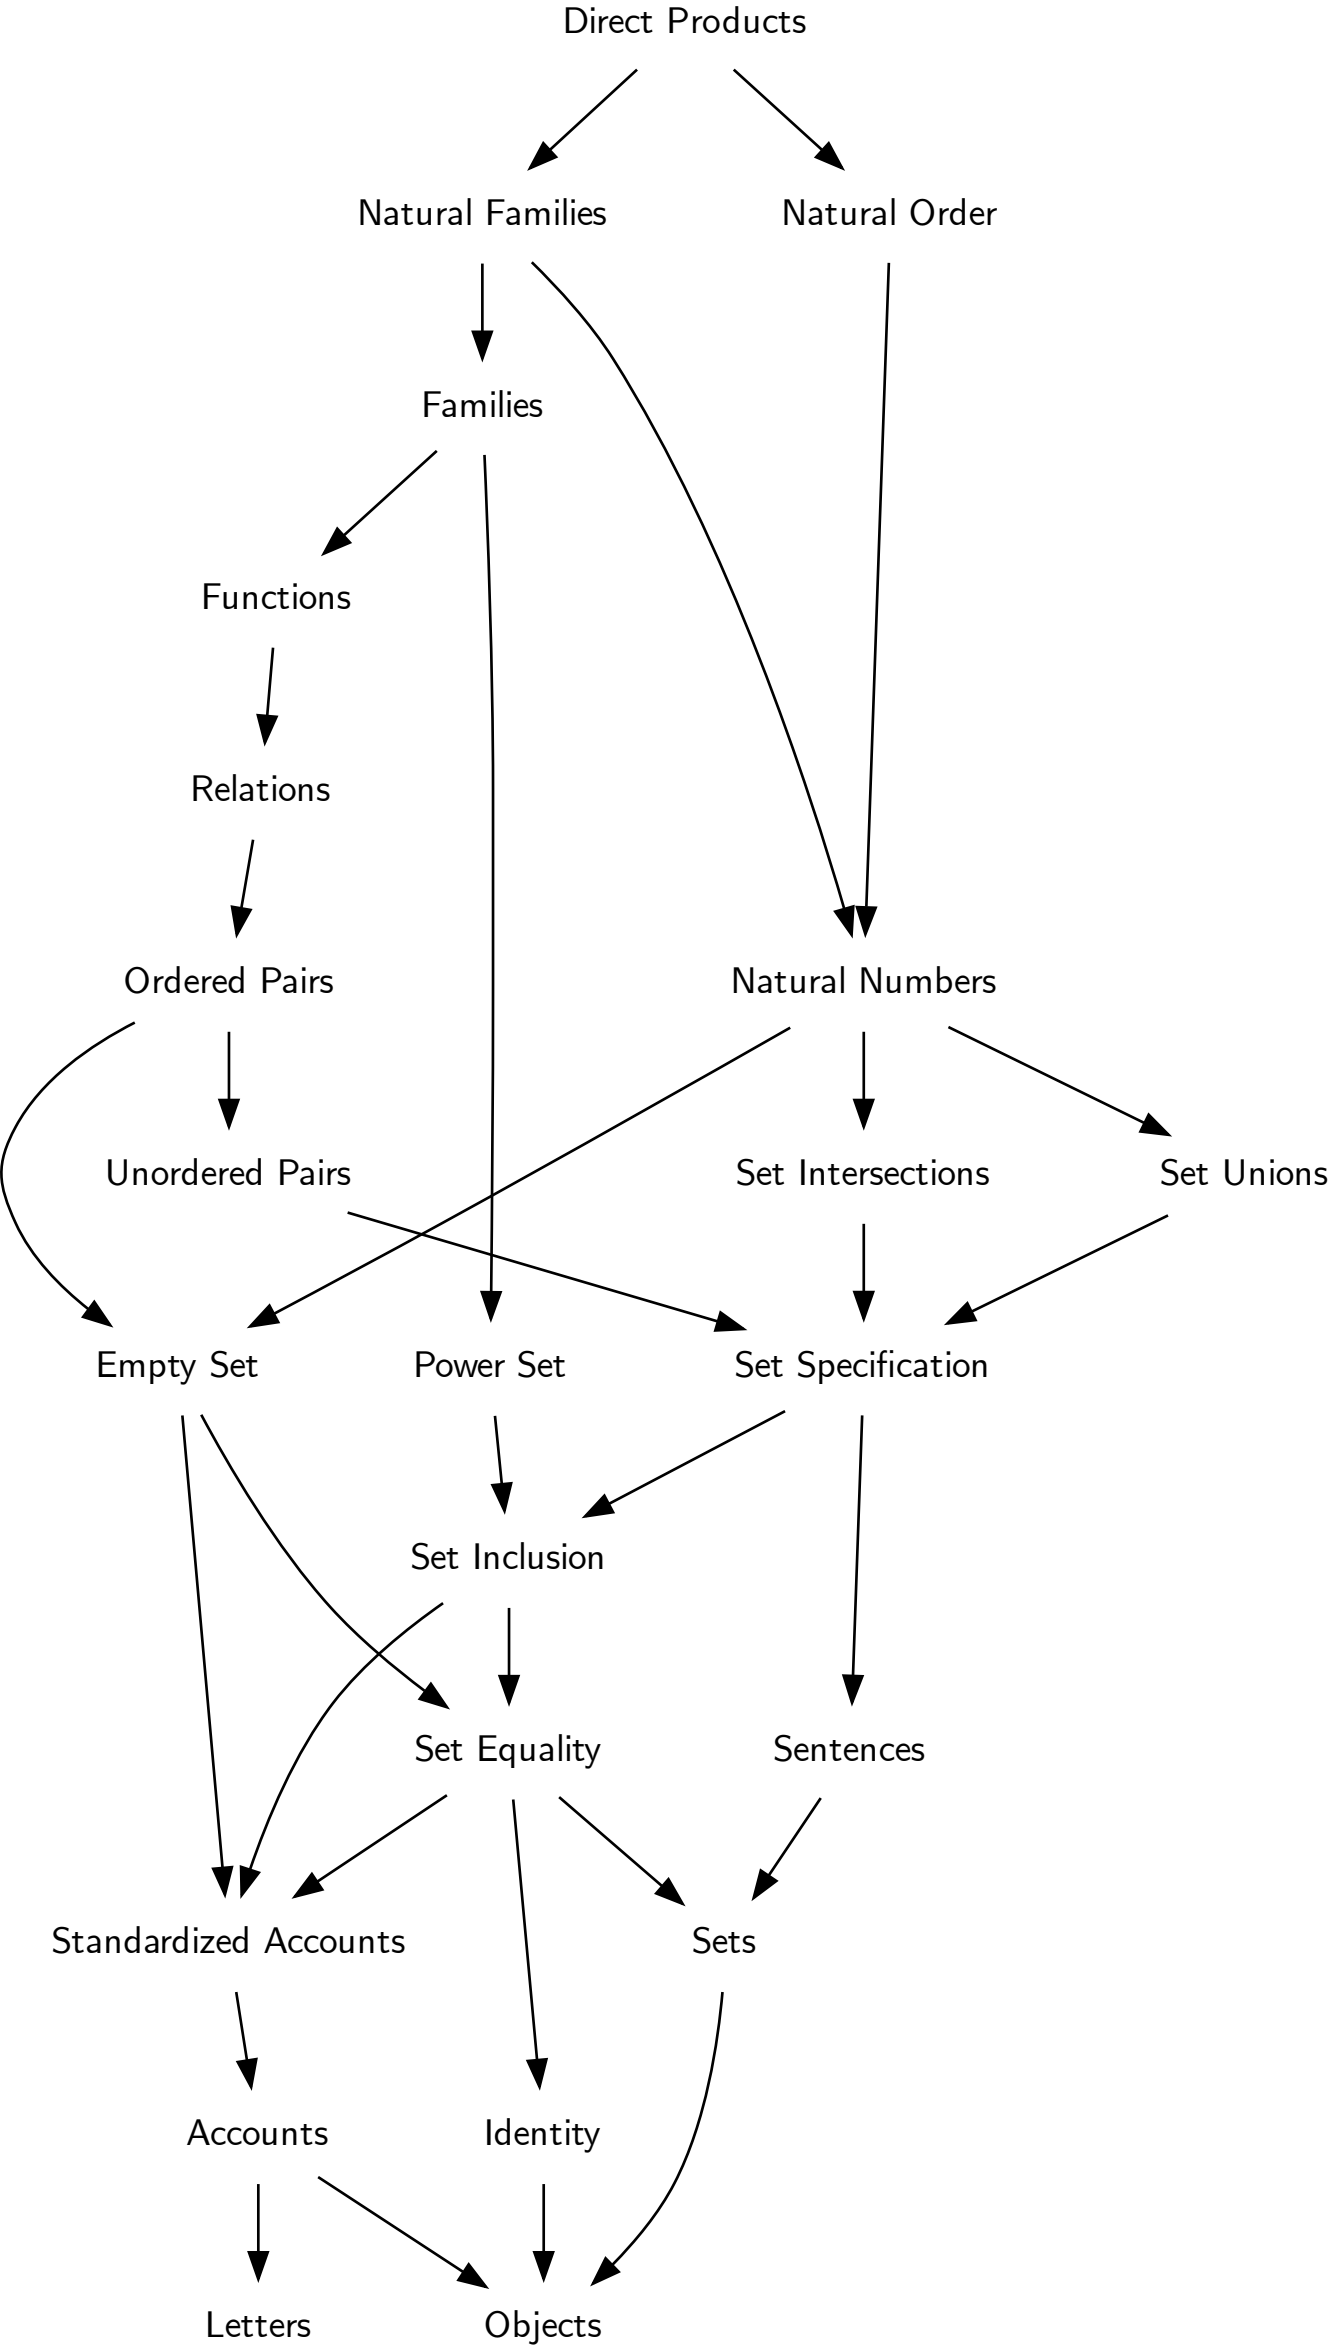 Direct Products
Natural Families
Natural Order
Families
Functions
Relations
Ordered Pairs
Natural Numbers
Unordered Pairs
Set Intersections
Set Unions
Empty Set
Power Set
Set Specification
Set Inclusion
Set Equality
Sentences
Standardized Accounts
Sets
Accounts
Identity
Letters
Objects